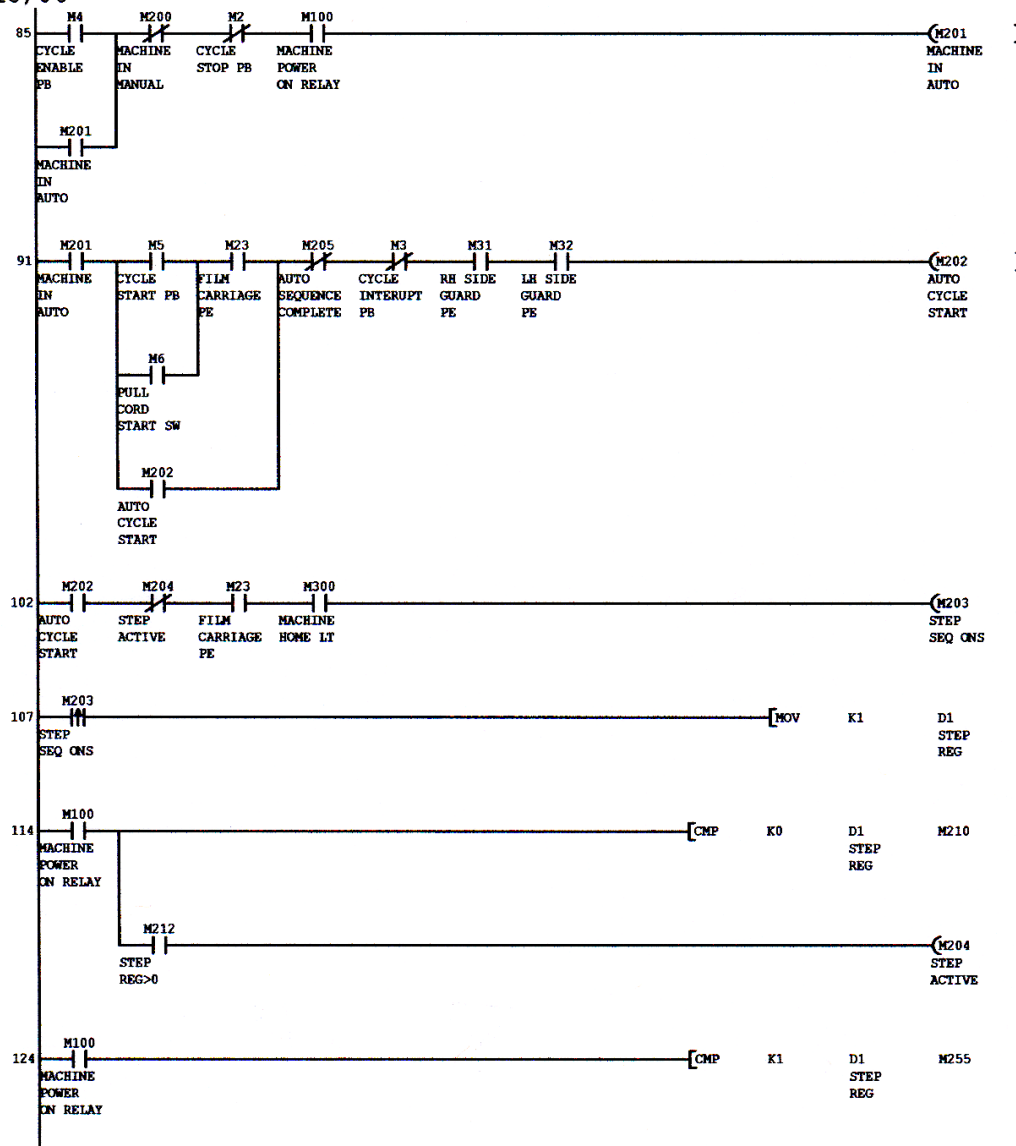 85 M4 M200 M2 M100 M201
CYCLE MACHINE CYCLE MACHINE MACHINE
ENABLE IN STOP PB POWER IN
PB MANUAL ON RELAY AUTO
M201
MACHINE
IN
AUTO
91 M201 M5 M23 M205 M3 M31 M32 M202
MACHINE CYCLE FILM AUTO CYCLE RH SIDE LH SIDE AUTO
IN START PB CARRIAGE SEQUENCE INTERUPT GUARD GUARD CYCLE
AUTO PE COMPLETE PB PE PE START
M6
PULL
CORD
START SW
M202
AUTO
CYCLE
START
102 M202 M204 M23 M300 M203
AUTO STEP FILM MACHINE STEP
CYCLE ACTIVE CARRIAGE HOME LT SEQ ONS
START PE
107 M203 MOV K1 D1
STEP STEP
SEQ ONS REG
114 M100 CMP K0 D1 M210
MACHINE STEP
POWER REG
ON RELAY
M212 M204
STEP STEP
REG>0 ACTIVE
124 M100 CMP K1 D1 M255
MACHINE STEP
POWER REG
ON RELAY